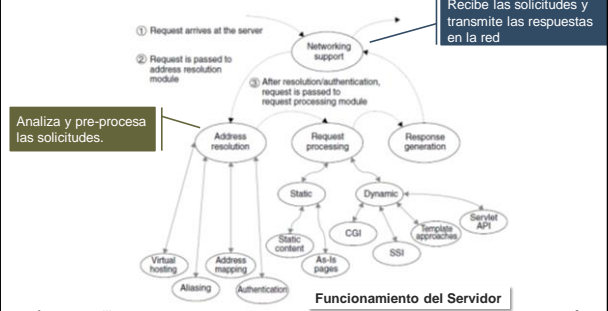 Recibe las solicitudes y
transmite las respuestas
en la red
① Request arrives at the server
Networking
support
② Request is passed to
address resolution
module
③ After resolution/authentication,
request is passed to
request processing module
Analiza y pre-procesa
las solicitudes.
Address
resolution
Request
processing
Response
generation
Static
Dynamic
Static
content
CGI
Template
approaches
Servlet
API
SSI
Virtual
hosting
Address
mapping
As-Is
pages
Aliasing
Authentication
Funcionamiento del Servidor